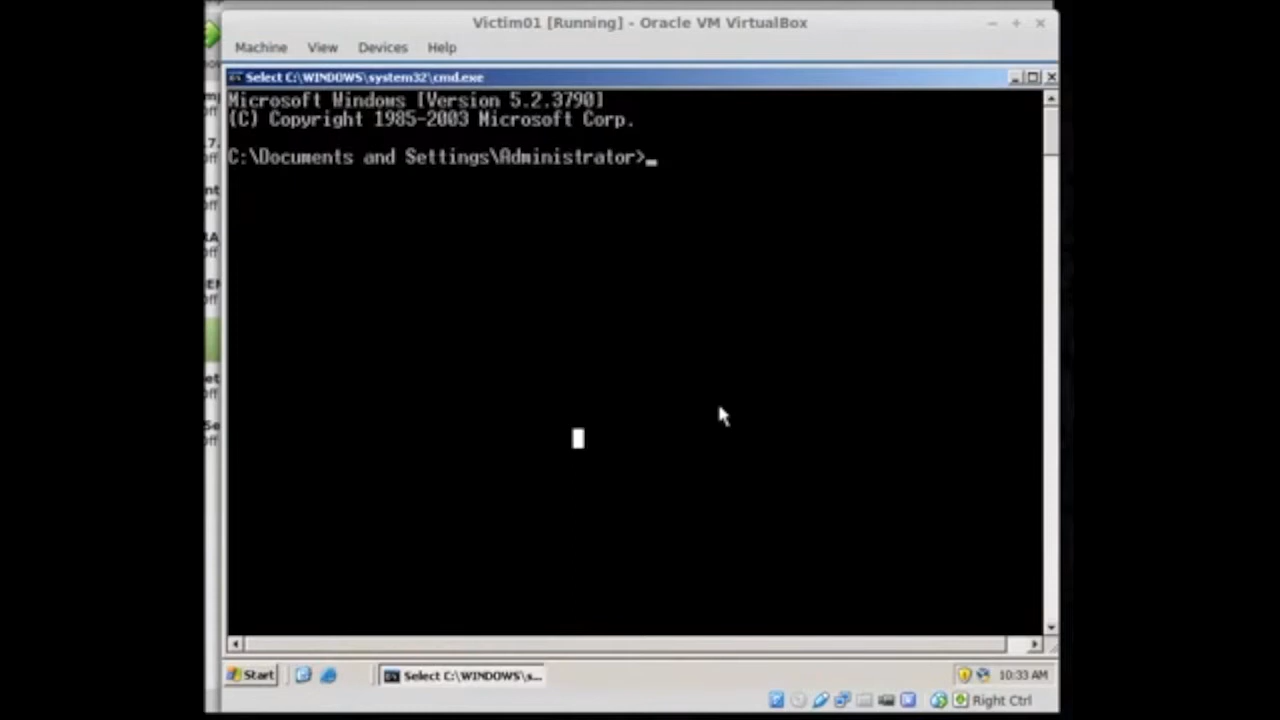 Victim01 [Running] - Oracle VM VirtualBox
Machine View Devices Help
Select C:\WINDOWS\system32\cmd.exe
Microsoft Windows [Version 5.2.3790]
(C) Copyright 1985-2003 Microsoft Corp.
C:\Documents and Settings\Administrator>_
Start
Select C:\WINDOWS\s...
10:33 AM
Right Ctrl